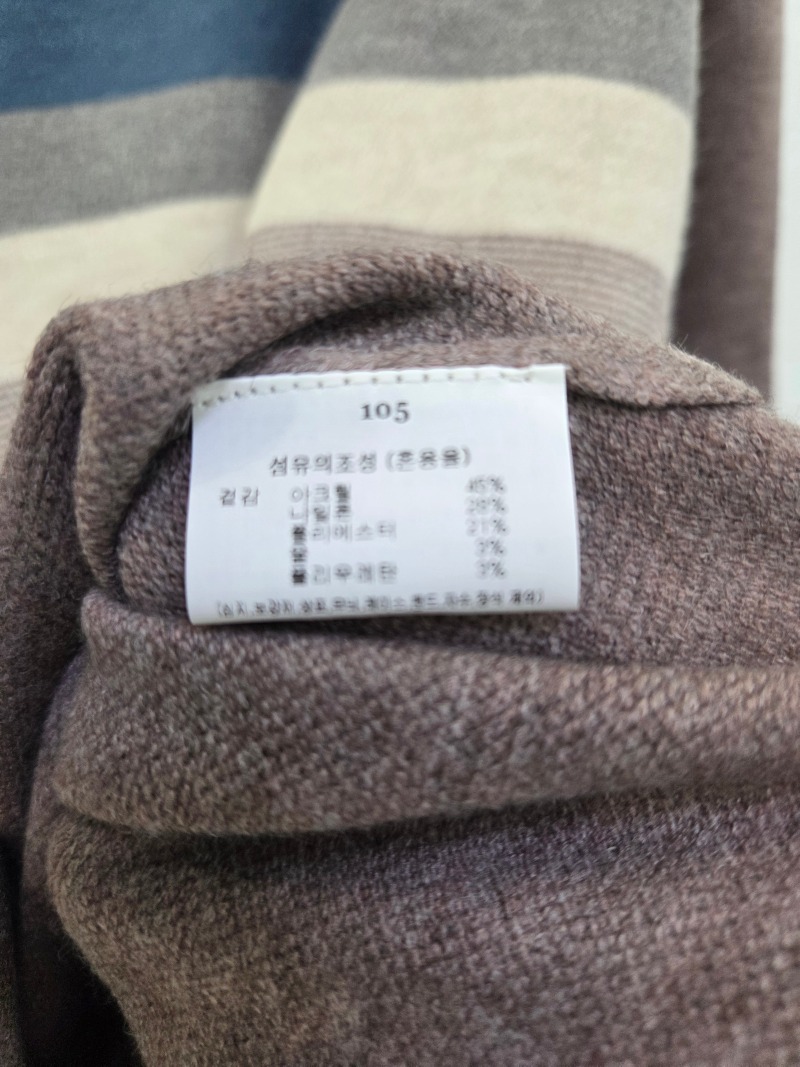 105
섬유의조성 (혼용율)
겉감 아크릴 45%
나일론 28%
폴리에스터 21%
울 3%
폴리우레탄 3%